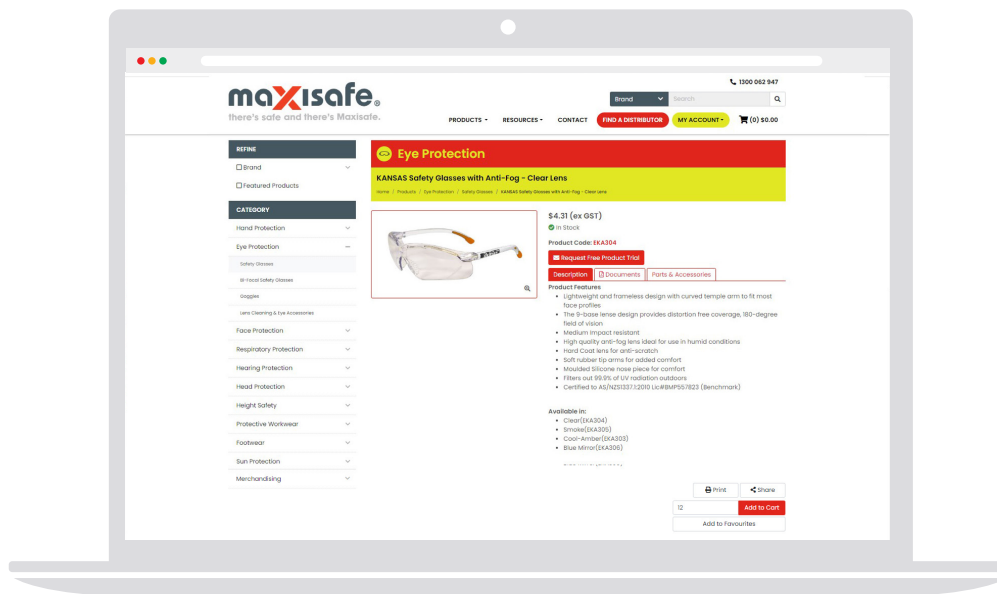 1300 062 947
maxisafe®
there's safe and there's Maxisafe.
Brand
Search
PRODUCTS
RESOURCES
CONTACT
FIND A DISTRIBUTOR
MY ACCOUNT
(0) $0.00
REFINE
Brand
Featured Products
CATEGORY
Hand Protection
Eye Protection
Safety Glasses
Bi-Focal Safety Glasses
Goggles
Lens Cleaning & Eye Accessories
Face Protection
Respiratory Protection
Hearing Protection
Head Protection
Height Safety
Protective Workwear
Footwear
Sun Protection
Merchandising
Eye Protection
KANSAS Safety Glasses with Anti-Fog - Clear Lens
Home / Products / Eye Protection / Safety Glasses / KANSAS Safety Glasses with Anti-Fog - Clear Lens
$4.31 (ex GST)
In Stock
Product Code: EKA304
Request Free Product Trial
Description
Documents
Parts & Accessories
Product Features
Lightweight and frameless design with curved temple arm to fit most
face profiles
The 9-base lense design provides distortion free coverage, 180-degree
field of vision
Medium Impact resistant
High quality anti-fog lens ideal for use in humid conditions
Hard Coat lens for anti-scratch
Soft rubber tip arms for added comfort
Moulded Silicone nose piece for comfort
Filters out 99.9% of UV radiation outdoors
Certified to AS/NZS1337.1:2010 Lic#BMP557823 (Benchmark)
Available in:
Clear(EKA304)
Smoke(EKA305)
Cool-Amber(EKA303)
Blue Mirror(EKA306)
Print
Share
12
Add to Cart
Add to Favourites